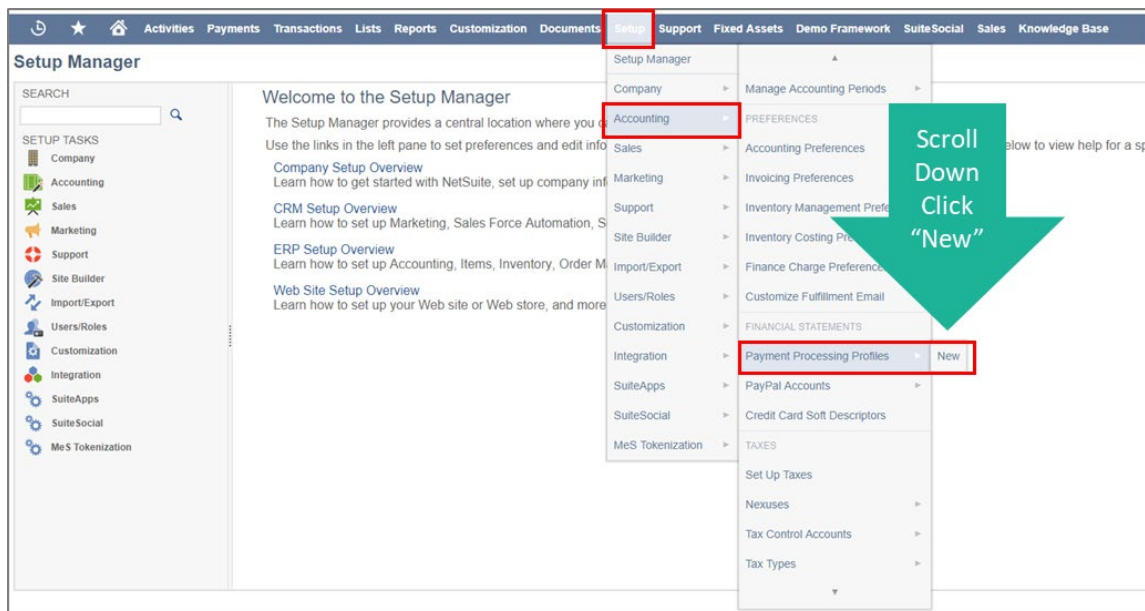 Activities Payments Transactions Lists Reports Customization Documents Setup Support Fixed Assets Demo Framework SuiteSocial Sales Knowledge Base
Setup Manager
SEARCH
SETUP TASKS
Company
Accounting
Sales
Marketing
Support
Site Builder
Import/Export
Users/Roles
Customization
Integration
SuiteApps
SuiteSocial
MeS Tokenization
Welcome to the Setup Manager
The Setup Manager provides a central location where you
Use the links in the left pane to set preferences and edit info
elow to view help for a sp
Company Setup Overview
Learn how to get started with NetSuite, set up company inf
CRM Setup Overview
Learn how to set up Marketing, Sales Force Automation, S
ERP Setup Overview
Learn how to set up Accounting, Items, Inventory, Order M
Web Site Setup Overview
Learn how to set up your Web site or Web store, and more
Setup Manager
Company
Accounting
Sales
Marketing
Support
Site Builder
Import/Export
Users/Roles
Customization
Integration
SuiteApps
SuiteSocial
MeS Tokenization
Manage Accounting Periods
PREFERENCES
Accounting Preferences
Invoicing Preferences
Inventory Management Prefe
Inventory Costing Pre
Finance Charge Preference
Customize Fulfillment Email
FINANCIAL STATEMENTS
Payment Processing Profiles
New
PayPal Accounts
Credit Card Soft Descriptors
TAXES
Set Up Taxes
Nexuses
Tax Control Accounts
Tax Types
Scroll
Down
Click
“New”